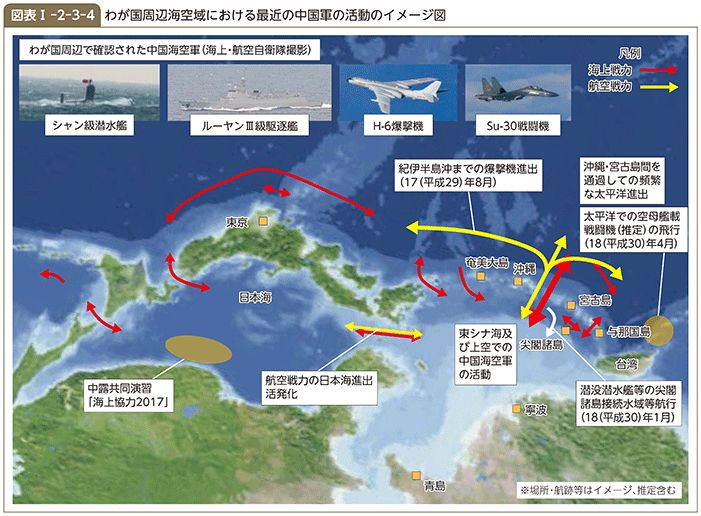 図表Ⅰ-2-3-4 わが国周辺海空域における最近の中国軍の活動のイメージ図
わが国周辺で確認された中国海空軍（海上・航空自衛隊撮影）
シャン級潜水艦
ルーヤンⅢ級駆逐艦
H-6爆撃機
Su-30戦闘機
凡例
海上戦力
航空戦力
紀伊半島沖までの爆撃機進出
（17（平成29）年8月）
沖縄・宮古島間を
通過しての頻繁
な太平洋進出
太平洋での空母艦載
戦闘機（推定）の飛行
（18（平成30）年4月）
東京
日本海
奄美大島
沖縄
宮古島
与那国島
尖閣諸島
台湾
東シナ海及
び上空での
中国海空軍
の活動
中露共同演習
「海上協力2017」
航空戦力の日本海進出
活発化
潜没潜水艦等の尖閣
諸島接続水域等航行
（18（平成30）年1月）
寧波
青島
※場所・航跡等はイメージ、推定含む